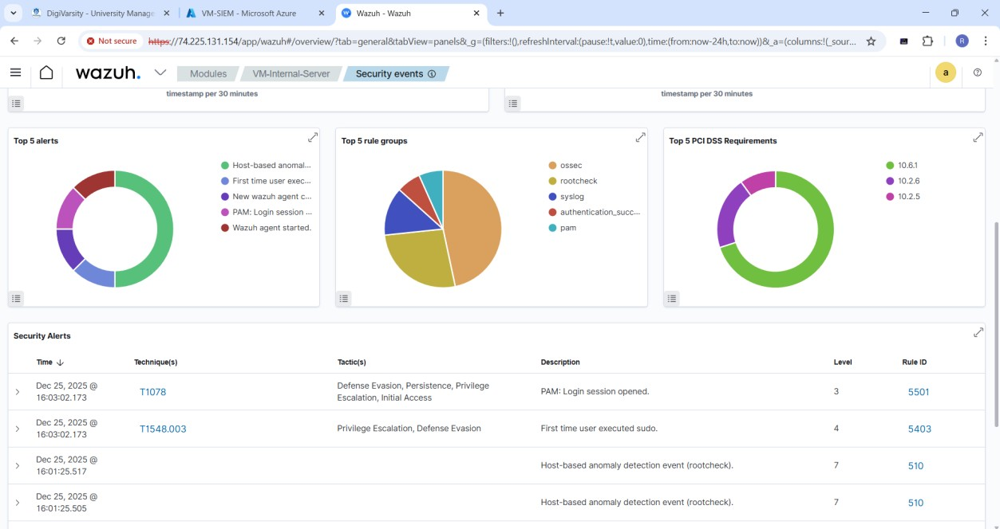 DigiVarsity - University Manage
VM-SIEM - Microsoft Azure
Wazuh - Wazuh
Not secure https://74.225.131.154/app/wazuh#/overview/?tab=general&tabView=panels&_g=(filters:!(),refreshInterval:(pause:!t,value:0),time:(from:now-24h,to:now))&_a=(columns:!(_sour...
R
wazuh. Modules VM-Internal-Server Security events a
timestamp per 30 minutes
timestamp per 30 minutes
Top 5 alerts
Host-based anomal...
First time user exec...
New wazuh agent c...
PAM: Login session ...
Wazuh agent started.
Top 5 rule groups
ossec
rootcheck
syslog
authentication_succ...
pam
Top 5 PCI DSS Requirements
10.6.1
10.2.6
10.2.5
Security Alerts
Time Technique(s) Tactic(s) Description Level Rule ID
Dec 25, 2025 @
16:03:02.173
T1078
Defense Evasion, Persistence, Privilege
Escalation, Initial Access
PAM: Login session opened.
3
5501
Dec 25, 2025 @
16:03:02.173
T1548.003
Privilege Escalation, Defense Evasion
First time user executed sudo.
4
5403
Dec 25, 2025 @
16:01:25.517
Host-based anomaly detection event (rootcheck).
7
510
Dec 25, 2025 @
16:01:25.505
Host-based anomaly detection event (rootcheck).
7
510